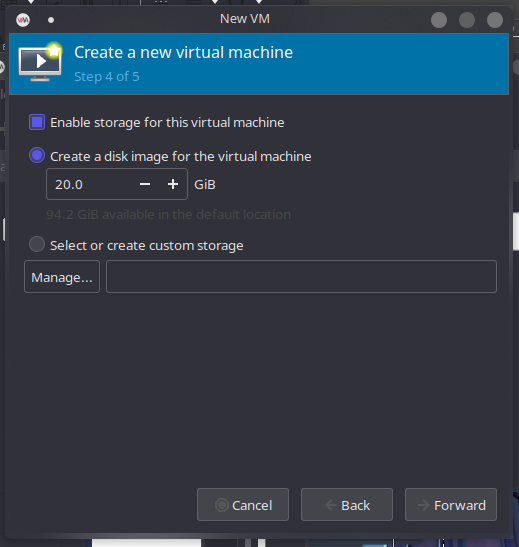 New VM
Create a new virtual machine
Step 4 of 5
Enable storage for this virtual machine
Create a disk image for the virtual machine
20.0 − + GiB
94.2 GiB available in the default location
Select or create custom storage
Manage...
Cancel Back Forward